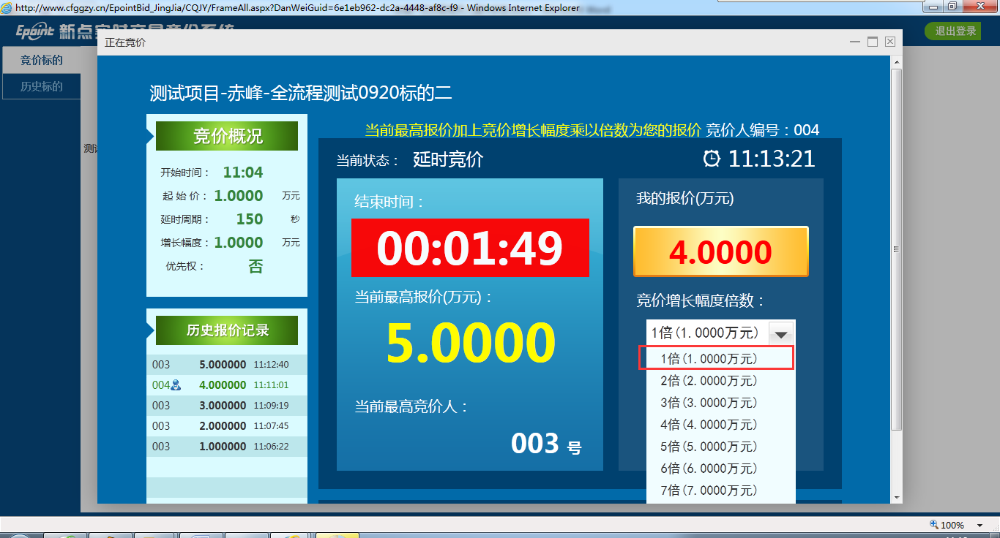 http://www.cfggzy.cn/EpointBid_JingJia/CQJY/FrameAll.aspx?DanWeiGuid=6e1eb962-dc2a-4448-af8c-f9 - Windows Internet Explorer
Epoint 新点实时交易竞价系统
退出登录
正在竞价
竞价标的
历史标的
测试
测试项目-赤峰-全流程测试0920标的二
当前最高报价加上竞价增长幅度乘以倍数为您的报价 竞价人编号：004
竞价概况
开始时间： 11:04
起 始 价： 1.0000 万元
延时周期： 150 秒
增长幅度： 1.0000 万元
优先权： 否
历史报价记录
003 5.000000 11:12:40
004 4.000000 11:11:01
003 3.000000 11:09:19
003 2.000000 11:07:45
003 1.000000 11:06:22
当前状态： 延时竞价
11:13:21
结束时间：
00:01:49
当前最高报价(万元)：
5.0000
当前最高竞价人：
003 号
我的报价(万元)
4.0000
竞价增长幅度倍数：
1倍(1.0000万元)
1倍(1.0000万元)
2倍(2.0000万元)
3倍(3.0000万元)
4倍(4.0000万元)
5倍(5.0000万元)
6倍(6.0000万元)
7倍(7.0000万元)
100%